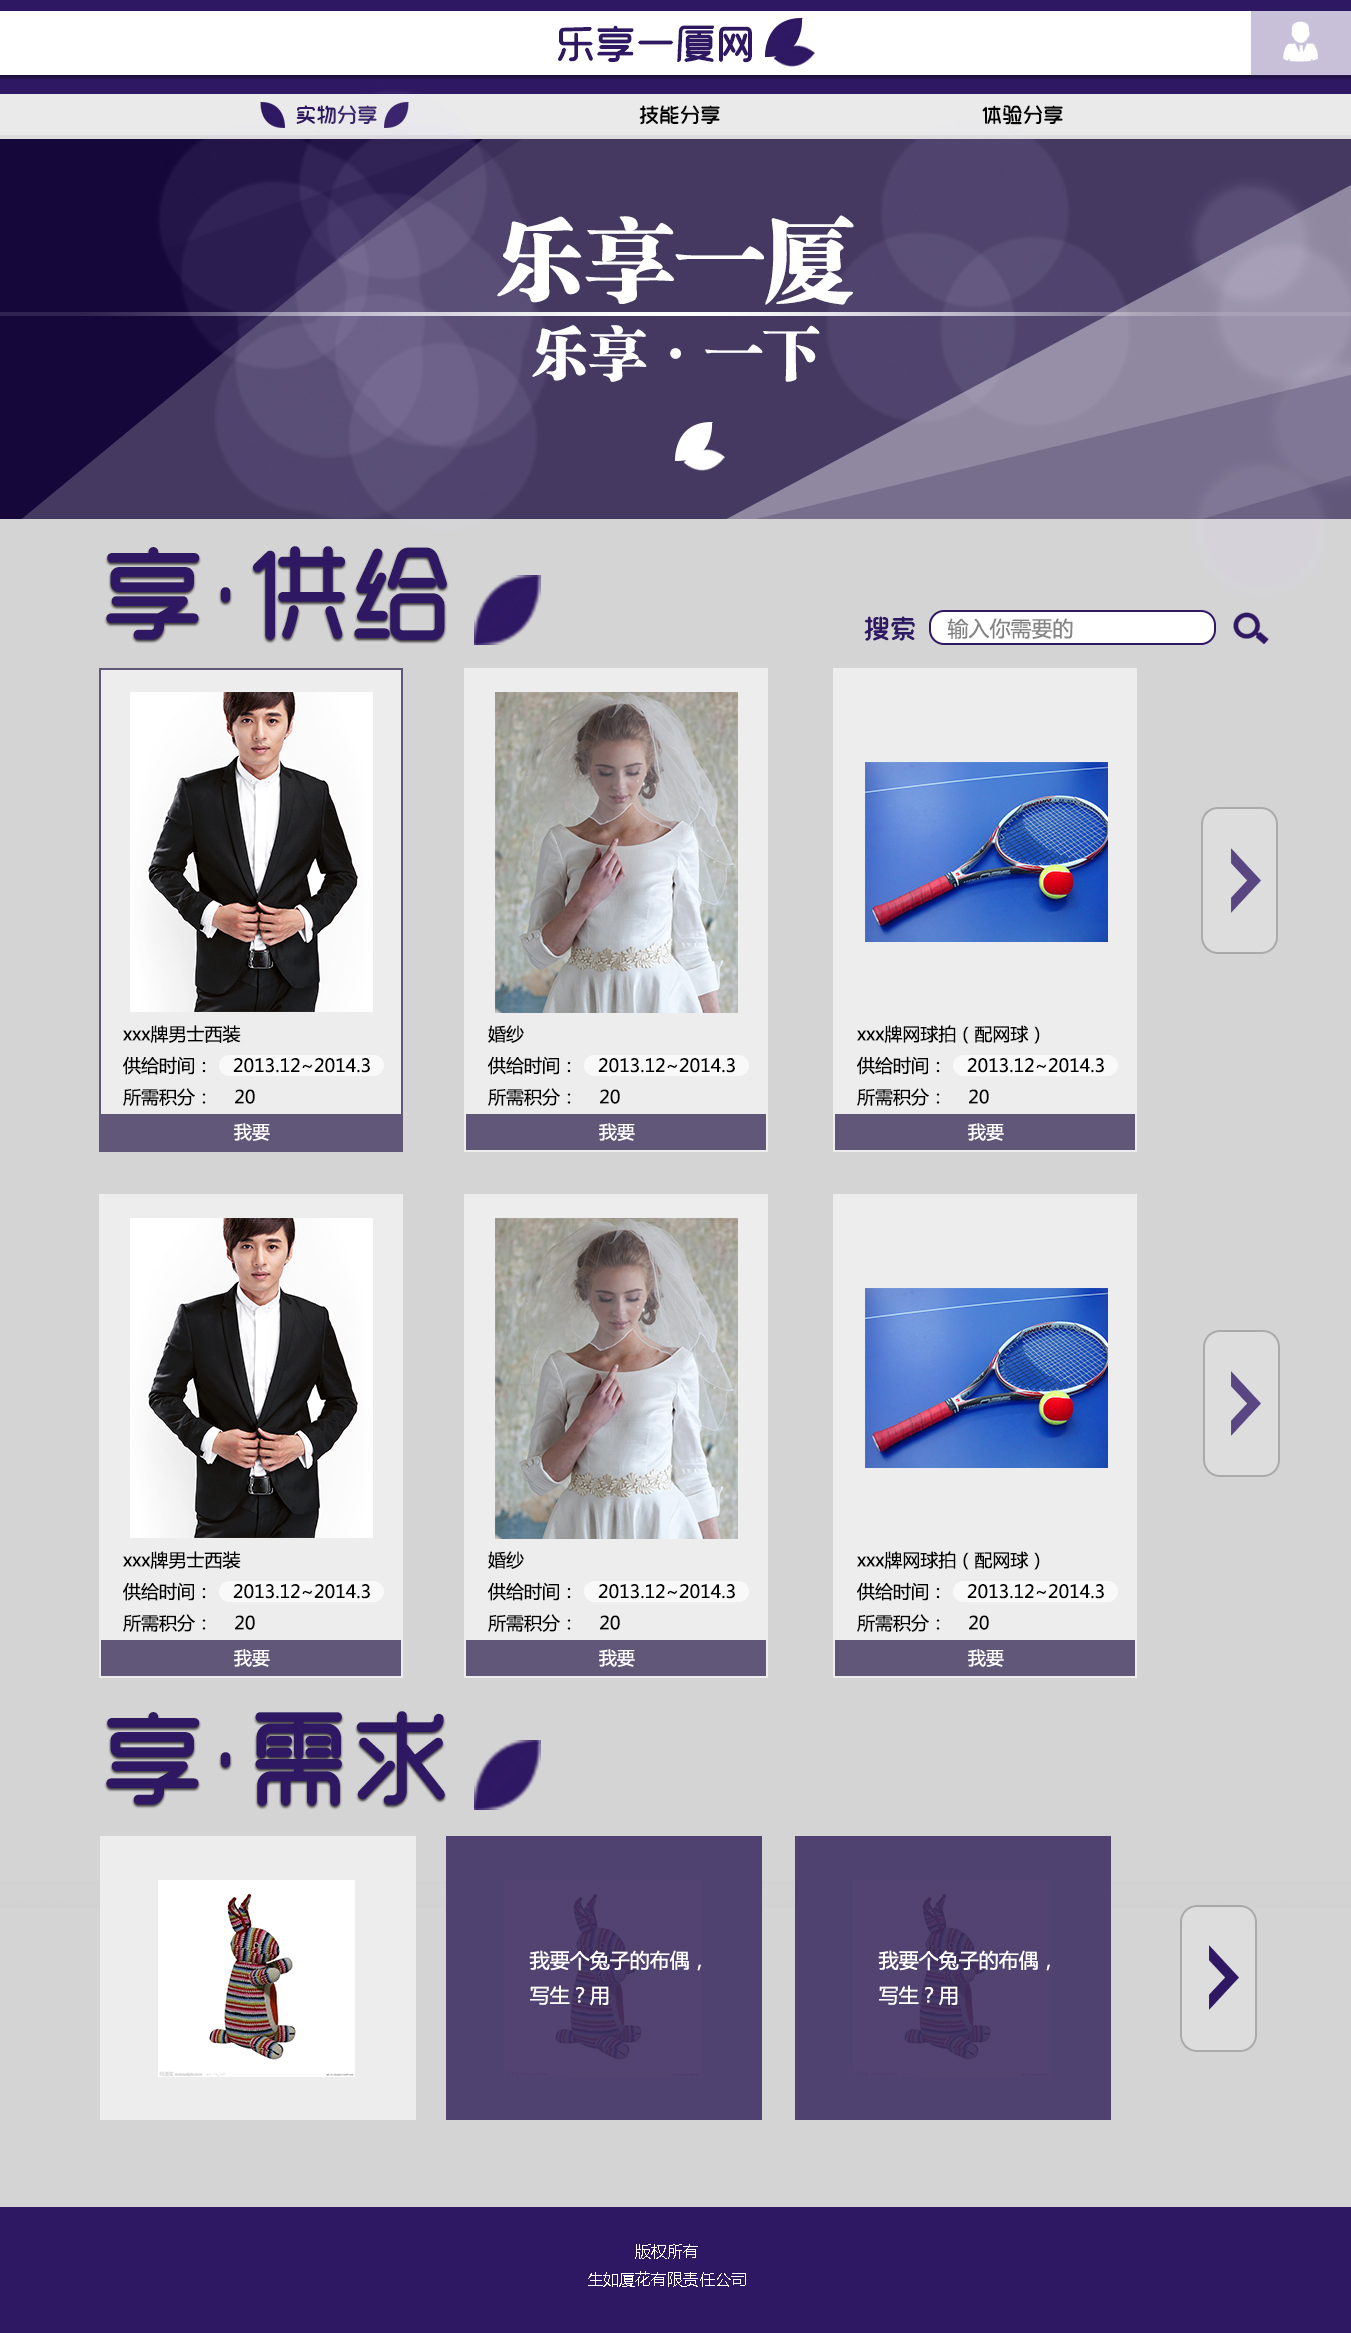 乐享一厦网
实物分享 技能分享 体验分享
乐享一厦
乐享·一下
享·供给
搜索 输入你需要的
xxx牌男士西装
供给时间： 2013.12~2014.3
所需积分： 20
我要
婚纱
供给时间： 2013.12~2014.3
所需积分： 20
我要
xxx牌网球拍（配网球）
供给时间： 2013.12~2014.3
所需积分： 20
我要
xxx牌男士西装
供给时间： 2013.12~2014.3
所需积分： 20
我要
婚纱
供给时间： 2013.12~2014.3
所需积分： 20
我要
xxx牌网球拍（配网球）
供给时间： 2013.12~2014.3
所需积分： 20
我要
享·需求
我要个兔子的布偶，
写生？用
我要个兔子的布偶，
写生？用
版权所有
生如厦花有限责任公司